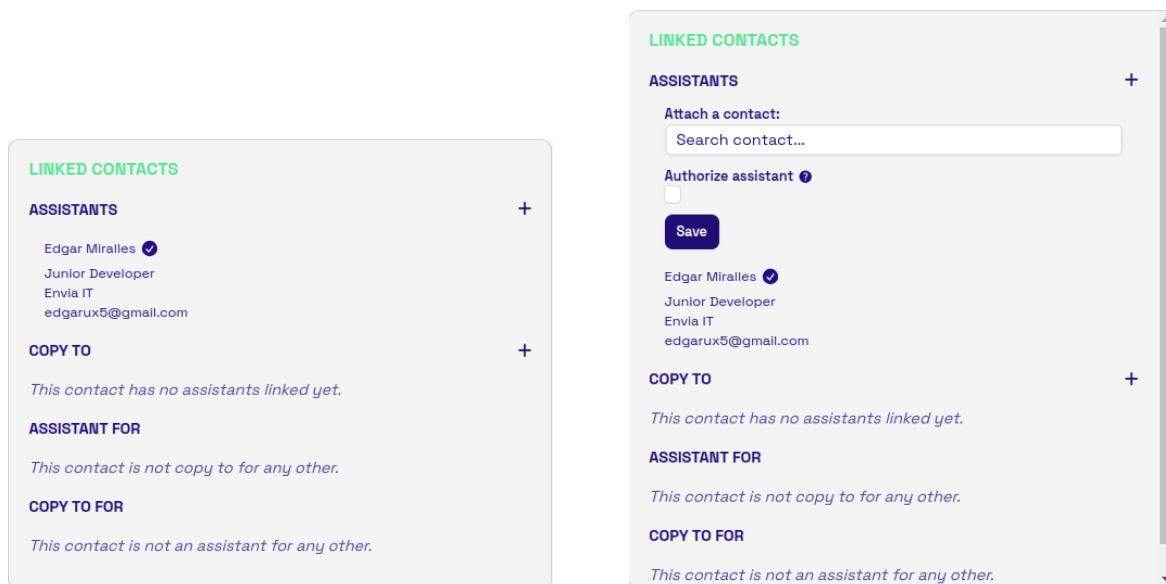 LINKED CONTACTS
ASSISTANTS
+
Edgar Miralles
Junior Developer
Envia IT
edgarux5@gmail.com
COPY TO
+
This contact has no assistants linked yet.
ASSISTANT FOR
This contact is not copy to for any other.
COPY TO FOR
This contact is not an assistant for any other.
LINKED CONTACTS
ASSISTANTS
+
Attach a contact:
Search contact...
Authorize assistant ?
Save
Edgar Miralles
Junior Developer
Envia IT
edgarux5@gmail.com
COPY TO
+
This contact has no assistants linked yet.
ASSISTANT FOR
This contact is not copy to for any other.
COPY TO FOR
This contact is not an assistant for any other.